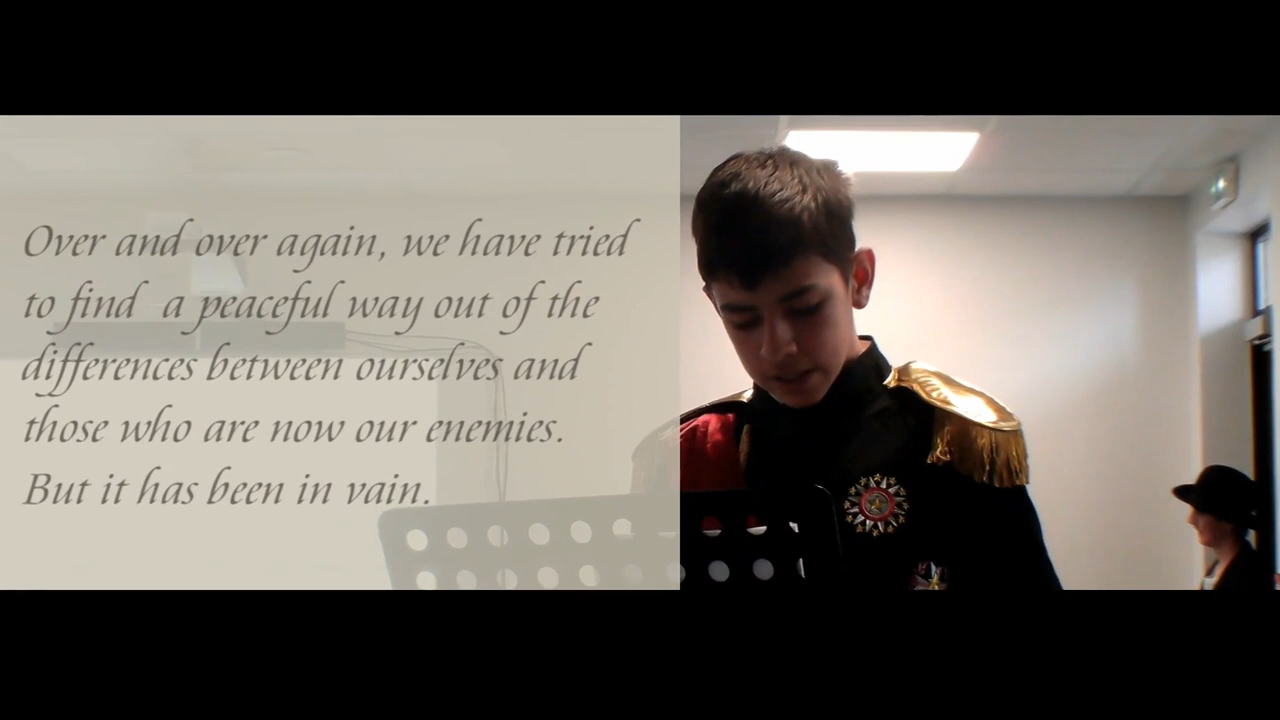 Over and over again, we have tried
to find a peaceful way out of the
differences between ourselves and
those who are now our enemies.
But it has been in vain.